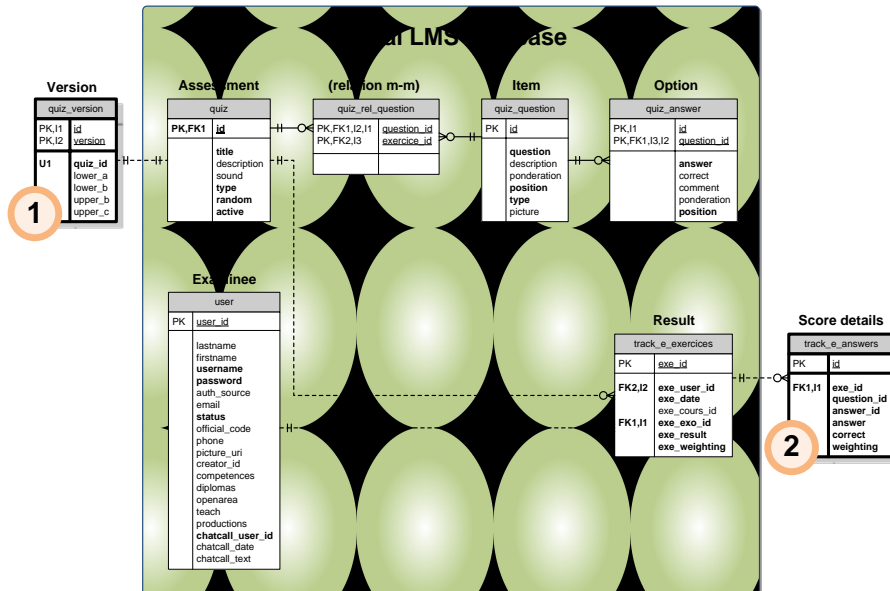 LMS
Version
quiz_version
PK,I1 id
PK,I2 version
U1 quiz_id
lower_a
lower_b
upper_b
upper_c
1
Assessment
quiz
PK,FK1 id
title
description
sound
type
random
active
(relation m-m)
quiz_rel_question
PK,FK1,I2,I1 question_id
PK,FK2,I3 exercice_id
Item
quiz_question
PK id
question
description
ponderation
position
type
picture
Option
quiz_answer
PK,I1 id
PK,FK1,I3,I2 question_id
answer
correct
comment
ponderation
position
Examinee
user
PK user_id
lastname
firstname
username
password
auth_source
email
status
official_code
phone
picture_uri
creator_id
competences
diplomas
openarea
teach
productions
chatcall_user_id
chatcall_date
chatcall_text
Result
track_e_exercices
PK exe_id
FK2,I2 exe_user_id
exe_date
exe_cours_id
FK1,I1 exe_exo_id
exe_result
exe_weighting
Score details
track_e_answers
PK id
FK1,I1 exe_id
question_id
answer_id
answer
correct
weighting
2